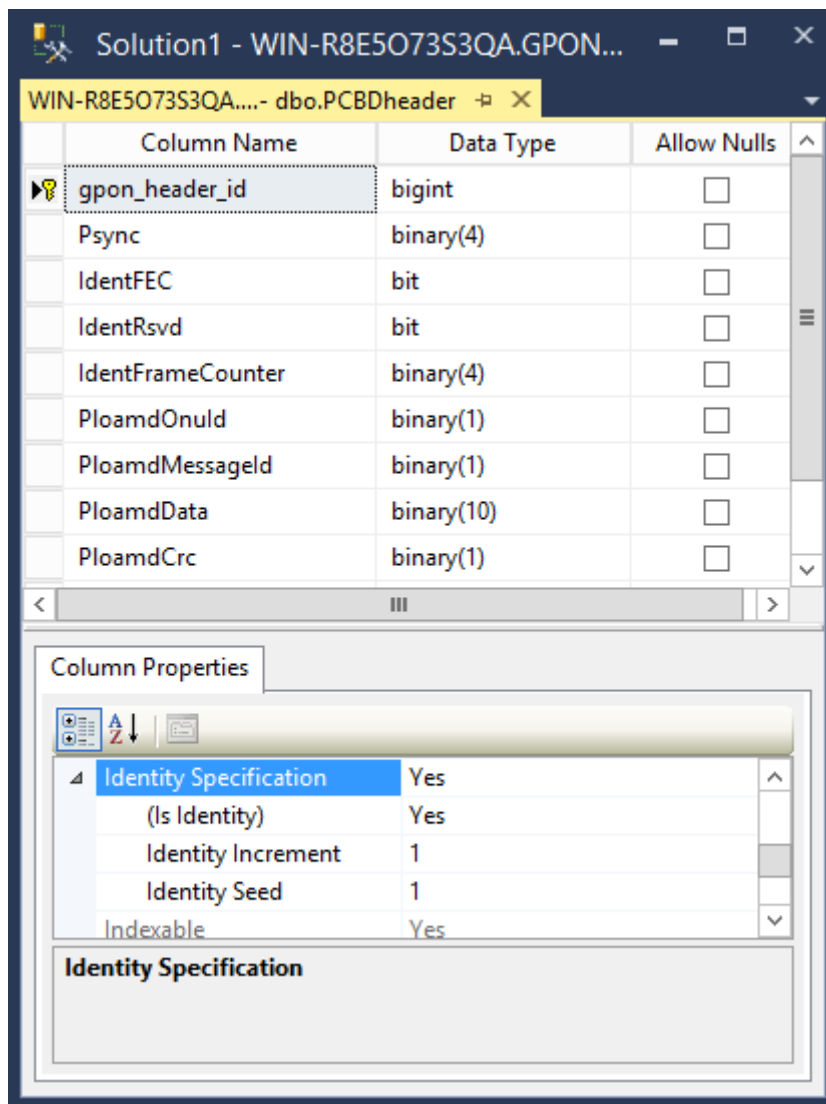 Solution1 - WIN-R8E5O73S3QA.GPON...
WIN-R8E5O73S3QA....- dbo.PCBDheader
Column Name Data Type Allow Nulls
gpon_header_id bigint
Psync binary(4)
IdentFEC bit
IdentRsvd bit
IdentFrameCounter binary(4)
PloamdOnuId binary(1)
PloamdMessageId binary(1)
PloamdData binary(10)
PloamdCrc binary(1)
Column Properties
Identity Specification Yes
(Is Identity) Yes
Identity Increment 1
Identity Seed 1
Indexable Yes
Identity Specification